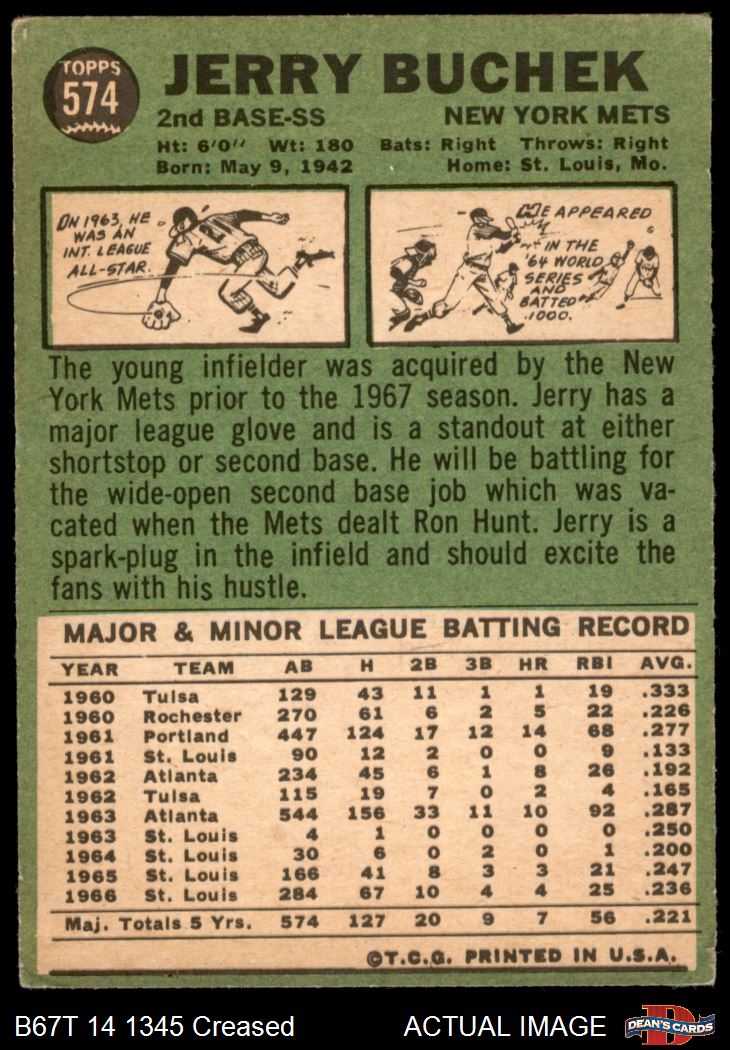 TOPPS
574
JERRY BUCHEK
2nd BASE-SS NEW YORK METS
Ht: 6'0" Wt: 180 Bats: Right Throws: Right
Born: May 9, 1942 Home: St. Louis, Mo.
IN 1963, HE
WAS AN
INT. LEAGUE
ALL-STAR.
HE APPEARED
IN THE
'64 WORLD
SERIES
AND
BATTED
1.000.
The young infielder was acquired by the New
York Mets prior to the 1967 season. Jerry has a
major league glove and is a standout at either
shortstop or second base. He will be battling for
the wide-open second base job which was va-
cated when the Mets dealt Ron Hunt. Jerry is a
spark-plug in the infield and should excite the
fans with his hustle.
MAJOR & MINOR LEAGUE BATTING RECORD
YEAR TEAM AB H 2B 3B HR RBI AVG.
1960 Tulsa 129 43 11 1 1 19 .333
1960 Rochester 270 61 6 2 5 22 .226
1961 Portland 447 124 17 12 14 68 .277
1961 St. Louis 90 12 2 0 0 9 .133
1962 Atlanta 234 45 6 1 8 26 .192
1962 Tulsa 115 19 7 0 2 4 .165
1963 Atlanta 544 156 33 11 10 92 .287
1963 St. Louis 4 1 0 0 0 0 .250
1964 St. Louis 30 6 0 2 0 1 .200
1965 St. Louis 166 41 8 3 3 21 .247
1966 St. Louis 284 67 10 4 4 25 .236
Maj. Totals 5 Yrs. 574 127 20 9 7 56 .221
©T.C.G. PRINTED IN U.S.A.
B67T 14 1345 Creased ACTUAL IMAGE DEAN'S CARDS